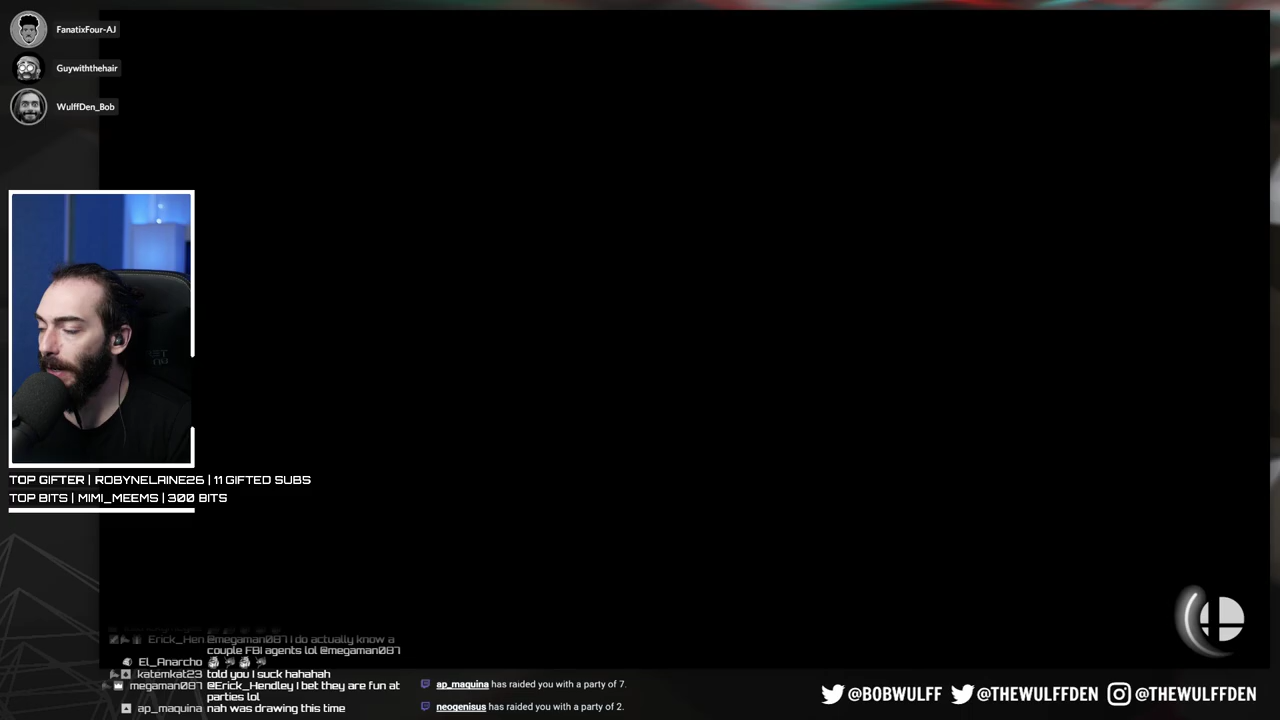 FanatixFour-AJ
Guywiththehair
WulffDen_Bob
TOP GIFTER | ROBYNELAINE26 | 11 GIFTED SUBS
TOP BITS | MIMI_MEEMS | 300 BITS
Erick_Hen @megaman087 I do actually know a
couple FBI agents lol @megaman087
El_Anarcho
katemkat23 told you I suck hahahah
megaman087 @Erick_Hendley I bet they are fun at
parties lol
ap_maquina nah was drawing this time
ap_maquina has raided you with a party of 7.
neogenisus has raided you with a party of 2.
@BOBWULFF @THEWULFFDEN @THEWULFFDEN